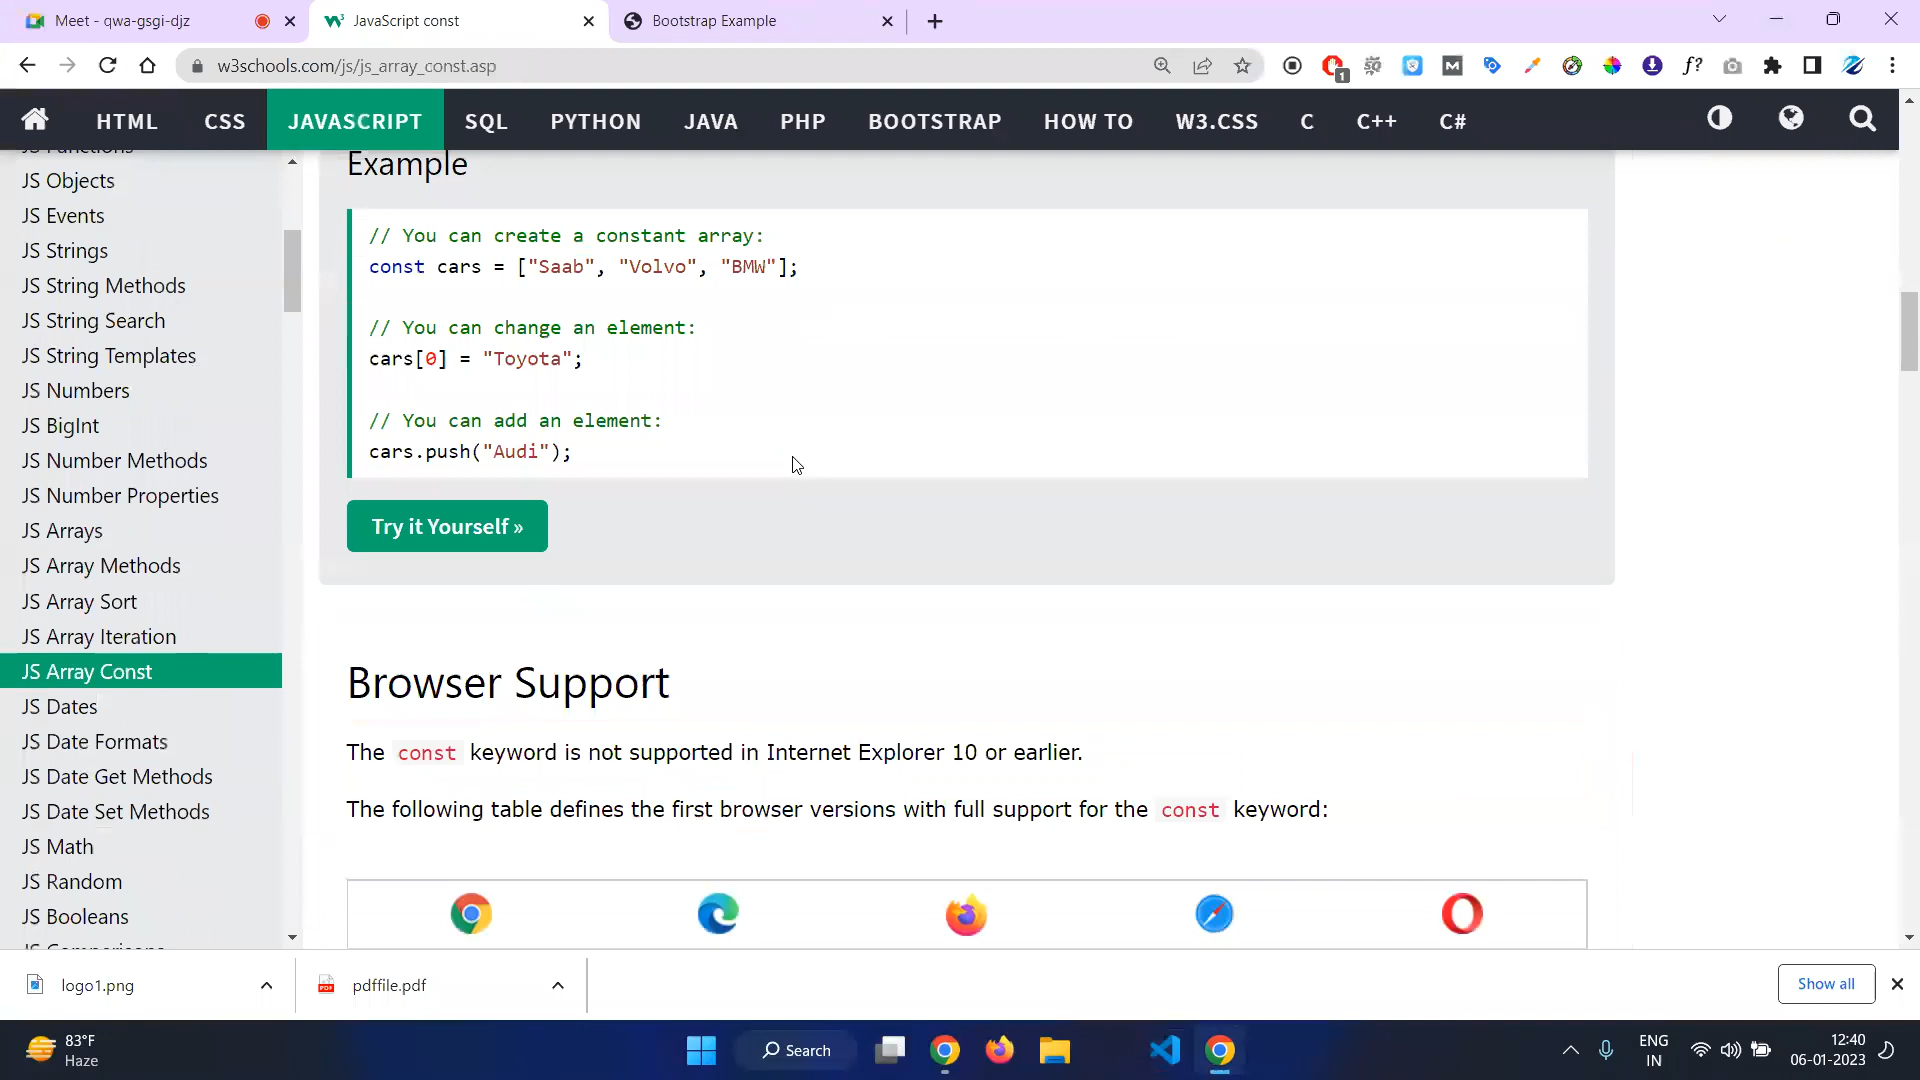 Meet - qwa-gsgi-djz
JavaScript const
Bootstrap Example
w3schools.com/js/js_array_const.asp
1
HTML CSS JAVASCRIPT SQL PYTHON JAVA PHP BOOTSTRAP HOW TO W3.CSS C C++ C#
JS Functions
JS Objects
JS Events
JS Strings
JS String Methods
JS String Search
JS String Templates
JS Numbers
JS BigInt
JS Number Methods
JS Number Properties
JS Arrays
JS Array Methods
JS Array Sort
JS Array Iteration
JS Array Const
JS Dates
JS Date Formats
JS Date Get Methods
JS Date Set Methods
JS Math
JS Random
JS Booleans
JS Comparisons
Example
// You can create a constant array:
const cars = ["Saab", "Volvo", "BMW"];
// You can change an element:
cars[0] = "Toyota";
// You can add an element:
cars.push("Audi");
Try it Yourself »
Browser Support
The const keyword is not supported in Internet Explorer 10 or earlier.
The following table defines the first browser versions with full support for the const keyword:
logo1.png
pdffile.pdf
Show all
83°F
Haze
Search
ENG
IN
12:40
06-01-2023